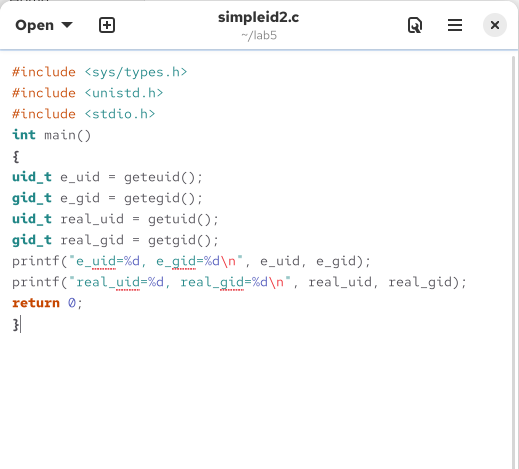 Open
simpleid2.c
~/lab5
#include <sys/types.h>
#include <unistd.h>
#include <stdio.h>
int main()
{
uid_t e_uid = geteuid();
gid_t e_gid = getegid();
uid_t real_uid = getuid();
gid_t real_gid = getgid();
printf("e_uid=%d, e_gid=%d\n", e_uid, e_gid);
printf("real_uid=%d, real_gid=%d\n", real_uid, real_gid);
return 0;
}